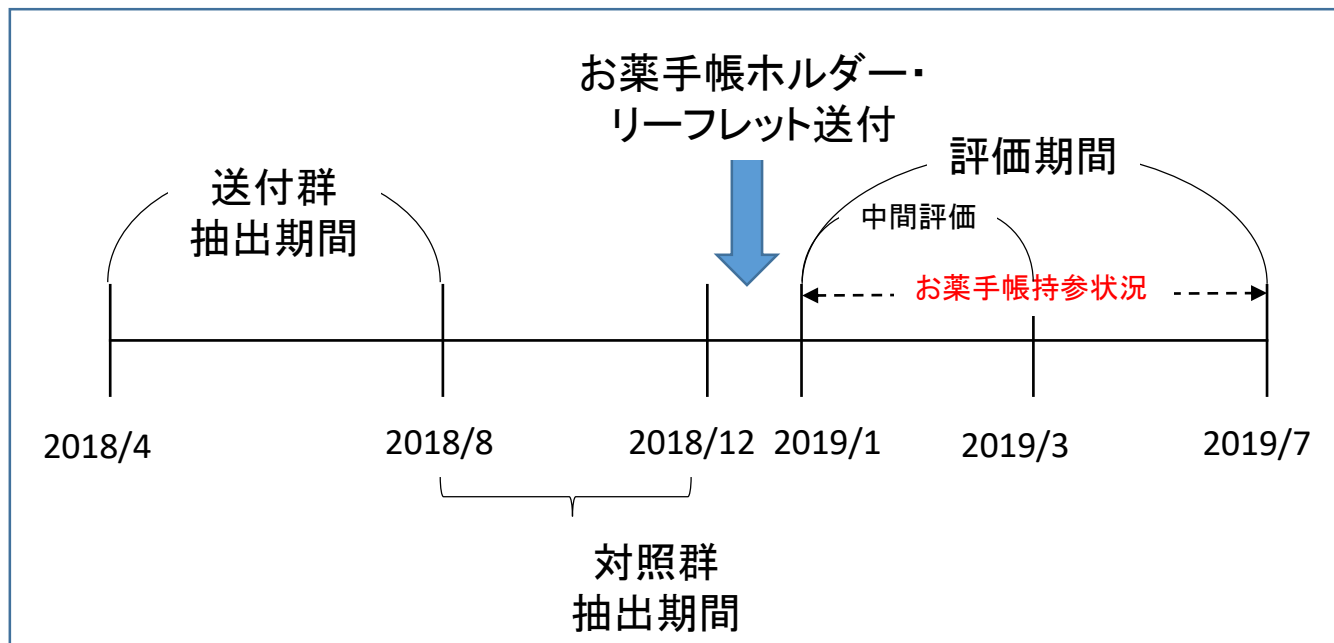 お薬手帳ホルダー・
リーフレット送付
評価期間
送付群
抽出期間
中間評価
お薬手帳持参状況
2018/4
2018/8
2018/12
2019/1
2019/3
2019/7
対照群
抽出期間